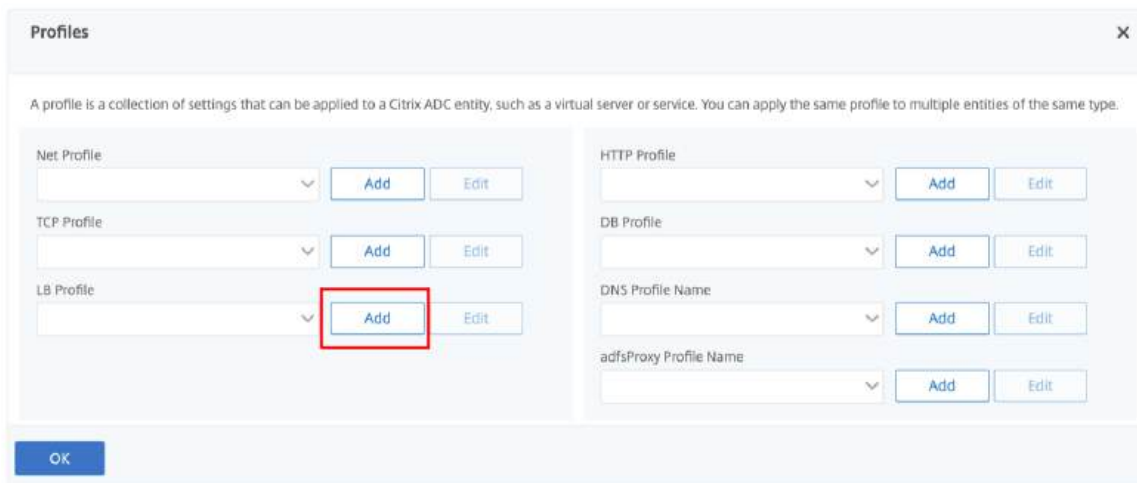 Profiles
A profile is a collection of settings that can be applied to a Citrix ADC entity, such as a virtual server or service. You can apply the same profile to multiple entities of the same type.
Net Profile
Add Edit
TCP Profile
Add Edit
LB Profile
Add Edit
HTTP Profile
Add Edit
DB Profile
Add Edit
DNS Profile Name
Add Edit
adfsProxy Profile Name
Add Edit
OK